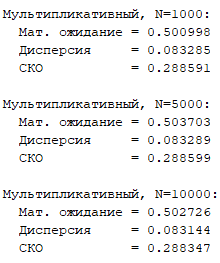 Мультипликативный, N=1000:
Мат. ожидание = 0.500998
Дисперсия = 0.083285
СКО = 0.288591
Мультипликативный, N=5000:
Мат. ожидание = 0.503703
Дисперсия = 0.083289
СКО = 0.288599
Мультипликативный, N=10000:
Мат. ожидание = 0.502726
Дисперсия = 0.083144
СКО = 0.288347